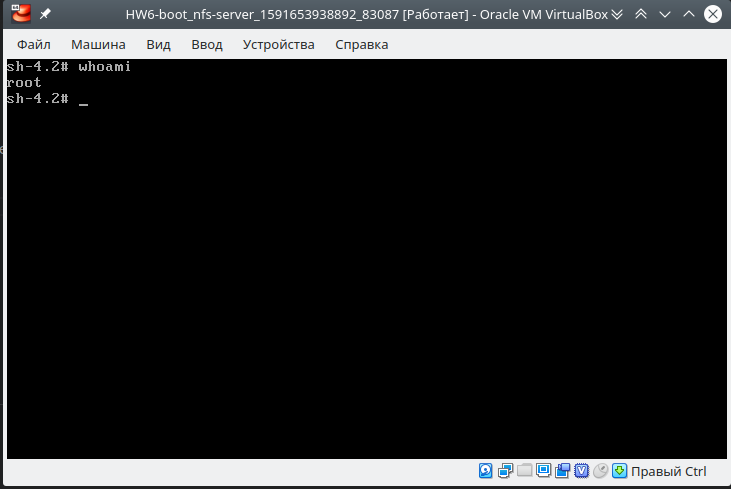 HW6-boot_nfs-server_1591653938892_83087 [Работает] - Oracle VM VirtualBox
Файл Машина Вид Ввод Устройства Справка
sh-4.2# whoami
root
sh-4.2# _
Правый Ctrl